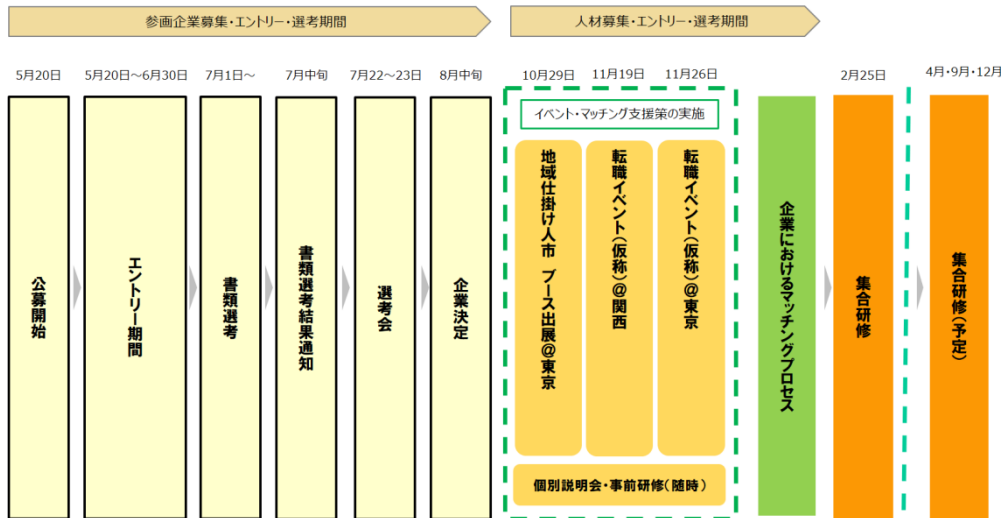 参画企業募集・エントリー・選考期間
人材募集・エントリー・選考期間
5月20日
5月20日～6月30日
7月1日～
7月中旬
7月22～23日
8月中旬
10月29日
11月19日
11月26日
2月25日
4月・9月・12月
公募開始
エントリー期間
書類選考
書類選考結果通知
選考会
企業決定
イベント・マッチング支援策の実施
地域仕掛け人市 ブース出展@東京
転職イベント(仮称)@関西
転職イベント(仮称)@東京
個別説明会・事前研修(随時)
企業におけるマッチングプロセス
集合研修
集合研修(予定)